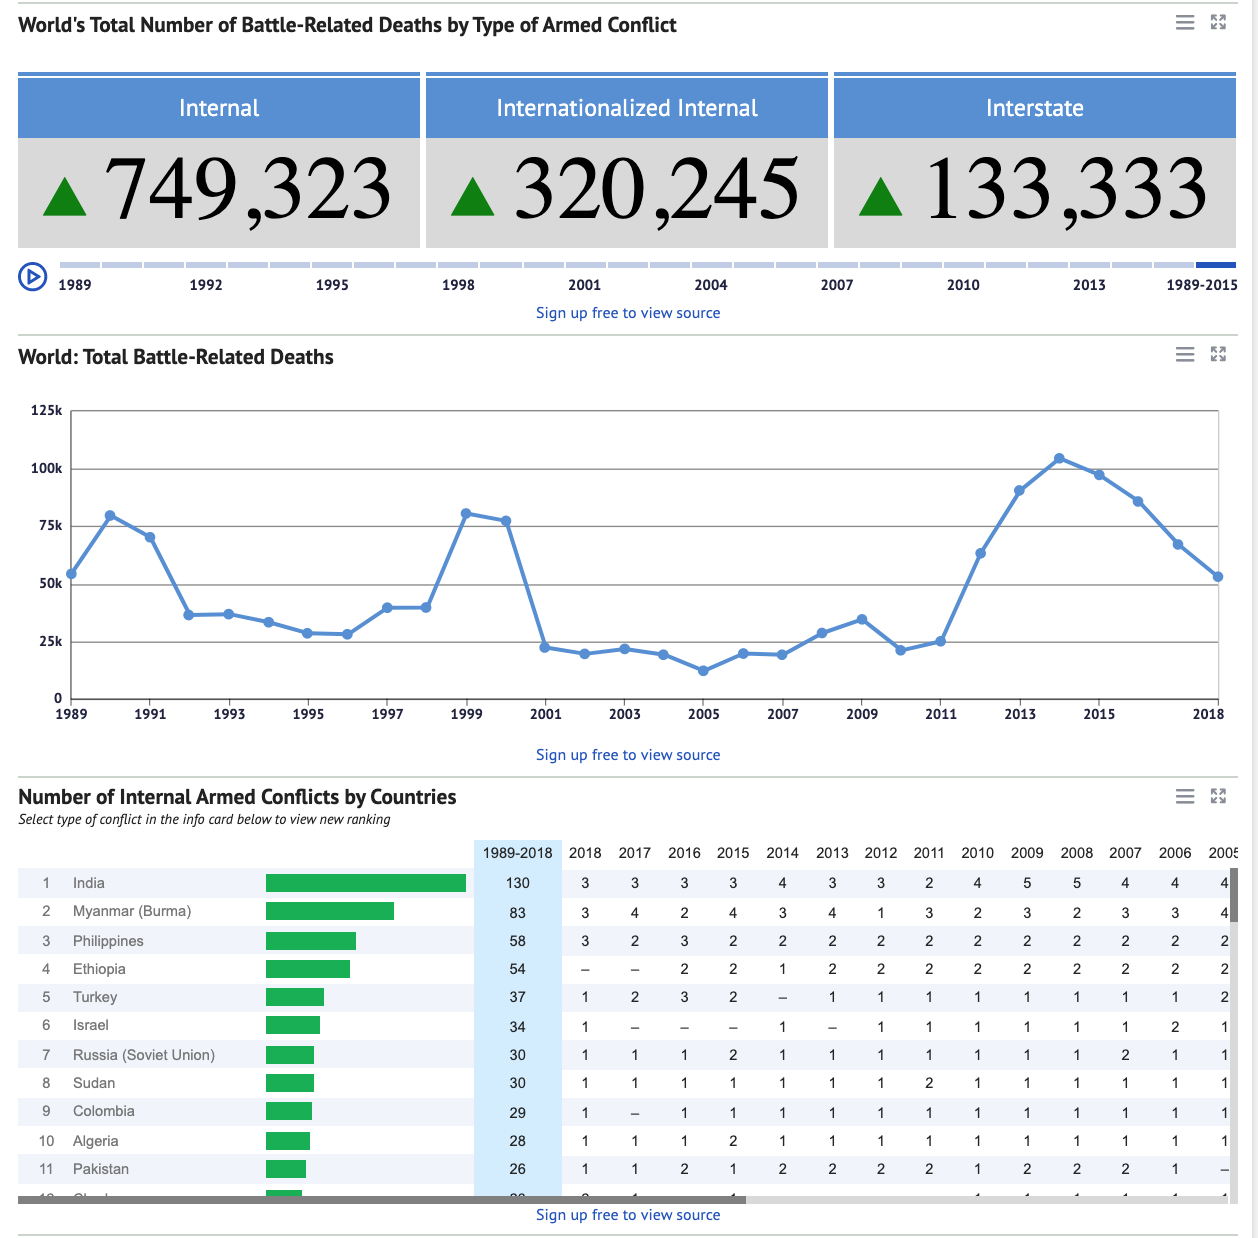 World's Total Number of Battle-Related Deaths by Type of Armed Conflict
Internal Internationalized Internal Interstate
749,323 320,245 133,333
1989 1992 1995 1998 2001 2004 2007 2010 2013 1989-2015
Sign up free to view source
World: Total Battle-Related Deaths
125k
100k
75k
50k
25k
0
1989 1991 1993 1995 1997 1999 2001 2003 2005 2007 2009 2011 2013 2015 2018
Sign up free to view source
Number of Internal Armed Conflicts by Countries
Select type of conflict in the info card below to view new ranking
1989-2018 2018 2017 2016 2015 2014 2013 2012 2011 2010 2009 2008 2007 2006 2005
1 India 130 3 3 3 3 4 3 3 2 4 5 5 4 4 4
2 Myanmar (Burma) 83 3 4 2 4 3 4 1 3 2 3 2 3 3 4
3 Philippines 58 3 2 3 2 2 2 2 2 2 2 2 2 2 2
4 Ethiopia 54 – – 2 2 1 2 2 2 2 2 2 2 2 2
5 Turkey 37 1 2 3 2 – 1 1 1 1 1 1 1 1 2
6 Israel 34 1 – – – 1 – 1 1 1 1 1 1 2 1
7 Russia (Soviet Union) 30 1 1 1 2 1 1 1 1 1 1 1 2 1 1
8 Sudan 30 1 1 1 1 1 1 1 2 1 1 1 1 1 1
9 Colombia 29 1 – 1 1 1 1 1 1 1 1 1 1 1 1
10 Algeria 28 1 1 1 2 1 1 1 1 1 1 1 1 1 1
11 Pakistan 26 1 1 2 1 2 2 2 2 1 2 2 2 1 –
Sign up free to view source